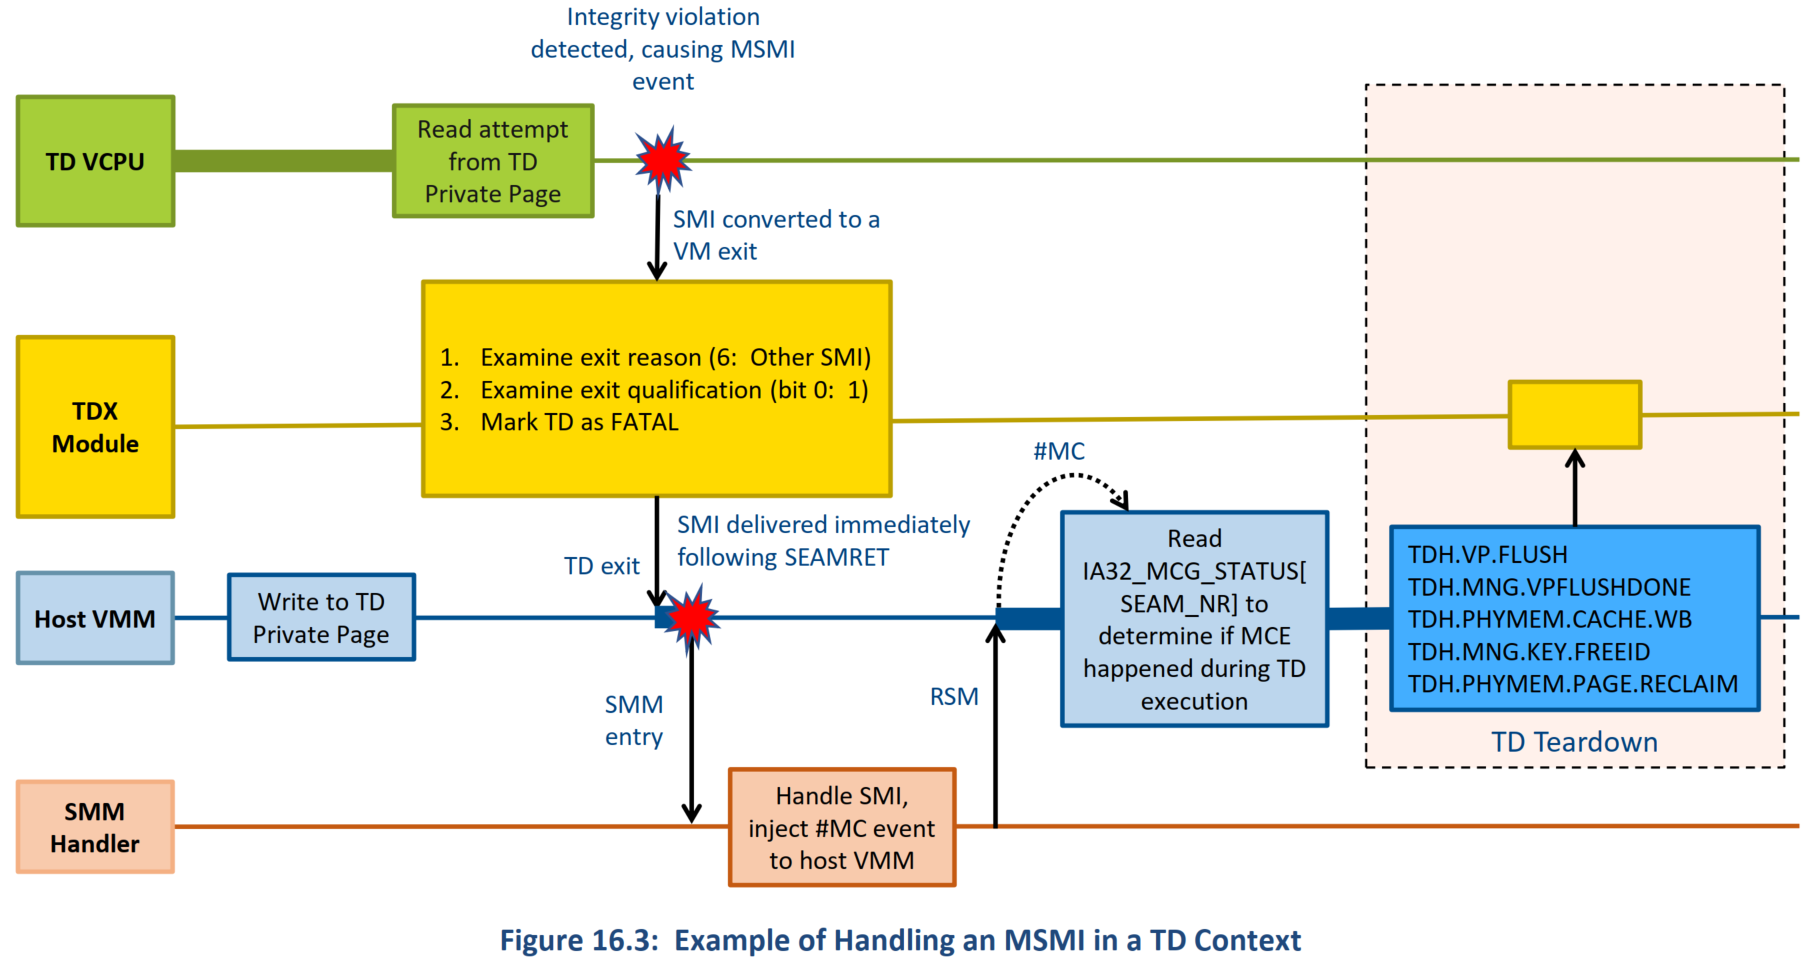 Integrity violation
detected, causing MSMI
event
TD VCPU
Read attempt
from TD
Private Page
SMI converted to a
VM exit
TDX
Module
1. Examine exit reason (6: Other SMI)
2. Examine exit qualification (bit 0: 1)
3. Mark TD as FATAL
#MC
SMI delivered immediately
following SEAMRET
TD exit
Host VMM
Write to TD
Private Page
Read
IA32_MCG_STATUS[
SEAM_NR] to
determine if MCE
happened during TD
execution
TDH.VP.FLUSH
TDH.MNG.VPFLUSHDONE
TDH.PHYMEM.CACHE.WB
TDH.MNG.KEY.FREEID
TDH.PHYMEM.PAGE.RECLAIM
TD Teardown
SMM
entry
RSM
SMM
Handler
Handle SMI,
inject #MC event
to host VMM
Figure 16.3: Example of Handling an MSMI in a TD Context